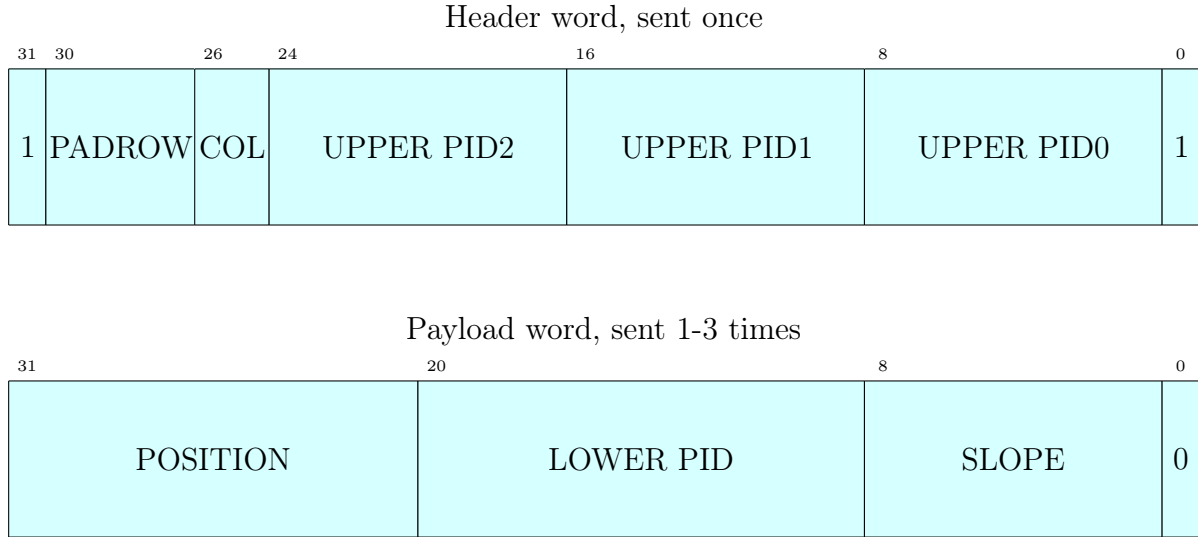 Header word, sent once
31 30 26 24 16 8 0
1 PADROW COL UPPER PID2 UPPER PID1 UPPER PID0 1
Payload word, sent 1-3 times
31 20 8 0
POSITION LOWER PID SLOPE 0